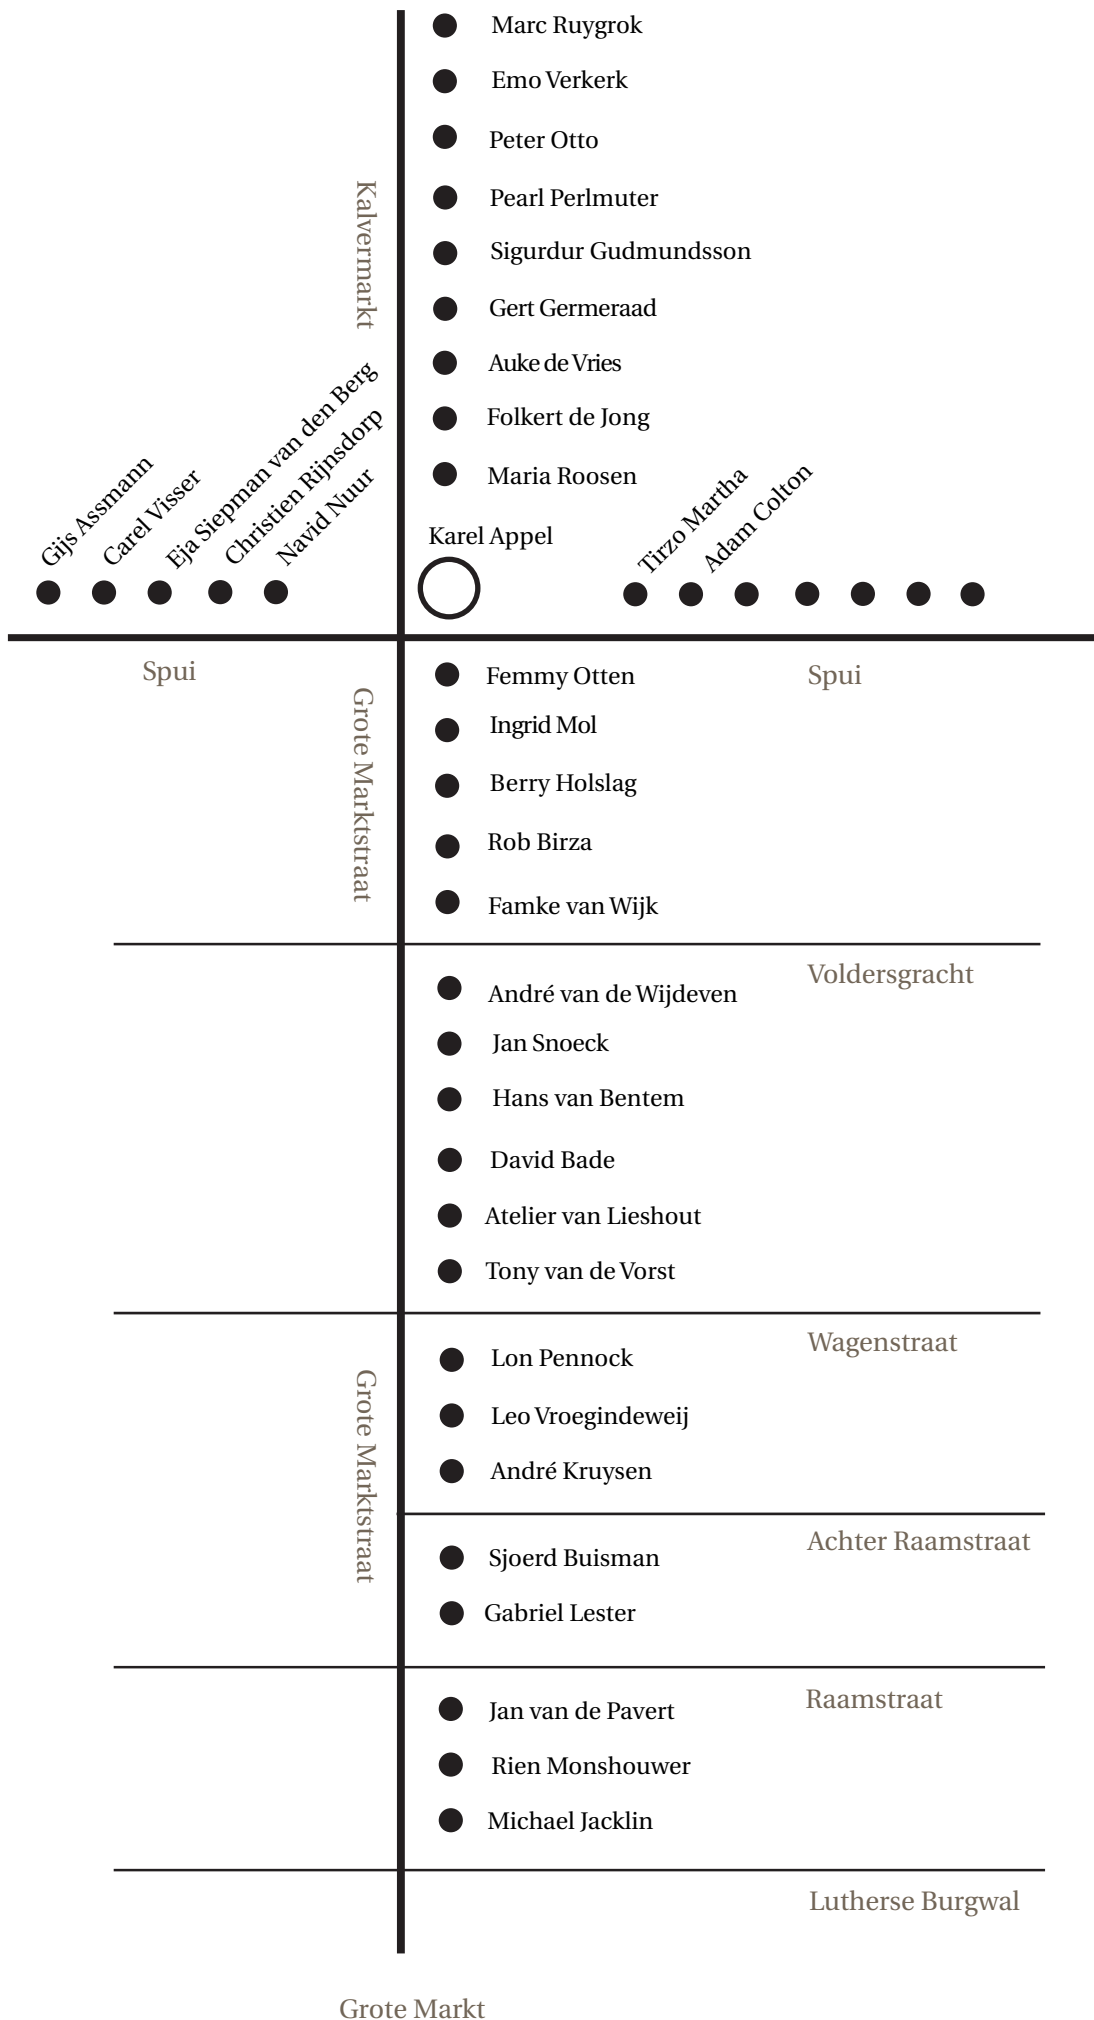 Marc Ruygrok
Emo Verkerk
Peter Otto
Pearl Perlmuter
Sigurdur Gudmundsson
Gert Germeraad
Auke de Vries
Folkert de Jong
Maria Roosen
Karel Appel
Kalvermarkt
Gijs Assmann
Carel Visser
Eja Siepman van den Berg
Christien Rijnsdorp
Navid Nuur
Tirzo Martha
Adam Colton
Spui
Spui
Grote Marktstraat
Femmy Otten
Ingrid Mol
Berry Holslag
Rob Birza
Famke van Wijk
Voldersgracht
André van de Wijdeven
Jan Snoeck
Hans van Bentem
David Bade
Atelier van Lieshout
Tony van de Vorst
Wagenstraat
Grote Marktstraat
Lon Pennock
Leo Vroegindeweij
André Kruysen
Achter Raamstraat
Sjoerd Buisman
Gabriel Lester
Raamstraat
Jan van de Pavert
Rien Monshouwer
Michael Jacklin
Lutherse Burgwal
Grote Markt